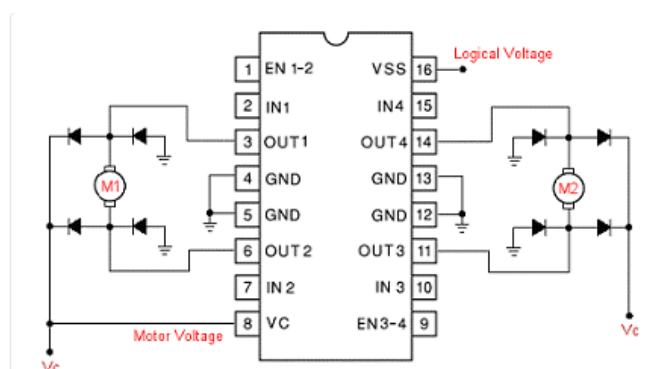 Logical Voltage
1 EN 1-2 VSS 16
2 IN1 IN4 15
3 OUT1 OUT4 14
M1
4 GND GND 13
M2
5 GND GND 12
6 OUT2 OUT3 11
7 IN 2 IN 3 10
Motor Voltage
8 VC EN3-4 9
Vc
Vc